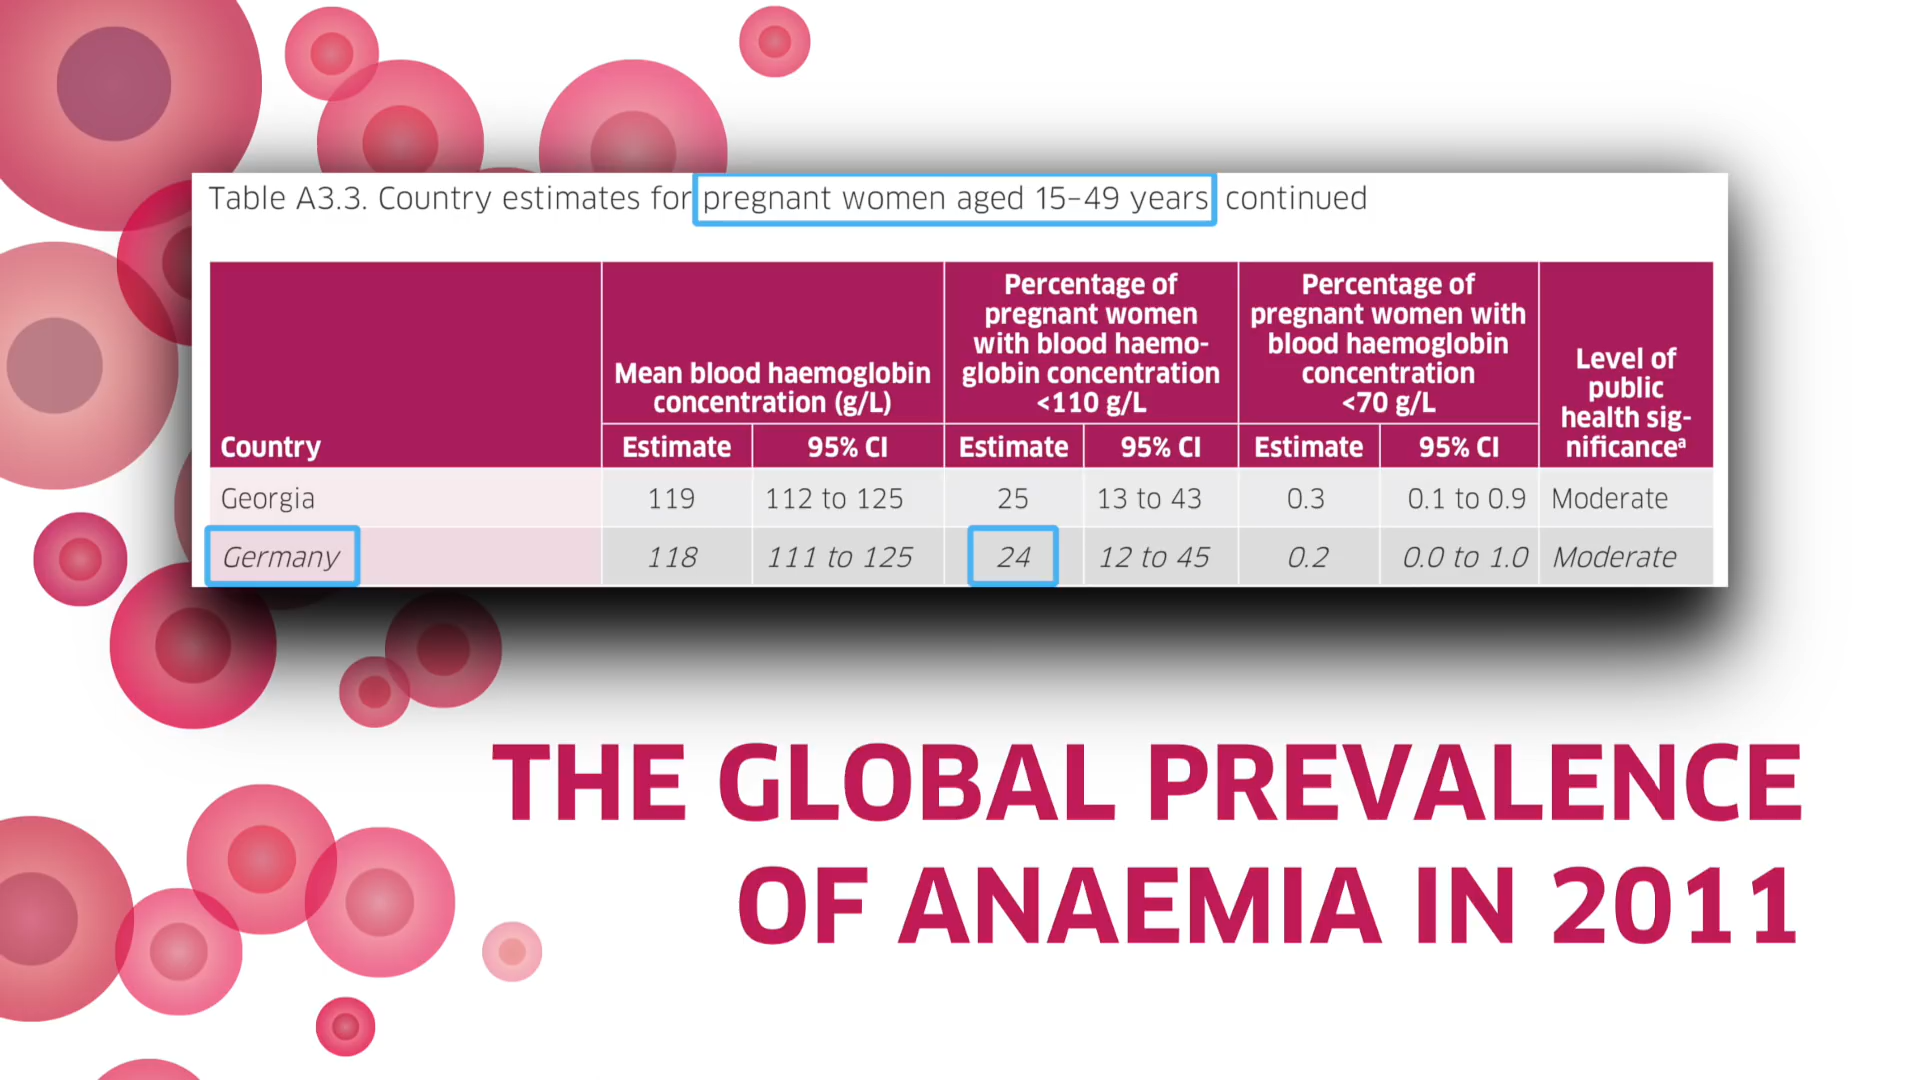 Table A3.3. Country estimates for pregnant women aged 15–49 years continued
Country
Mean blood haemoglobin
concentration (g/L)
Percentage of
pregnant women
with blood haemo-
globin concentration
<110 g/L
Percentage of
pregnant women with
blood haemoglobin
concentration
<70 g/L
Level of
public
health sig-
nificanceª
Estimate 95% CI Estimate 95% CI Estimate 95% CI
Georgia 119 112 to 125 25 13 to 43 0.3 0.1 to 0.9 Moderate
Germany 118 111 to 125 24 12 to 45 0.2 0.0 to 1.0 Moderate
THE GLOBAL PREVALENCE
OF ANAEMIA IN 2011